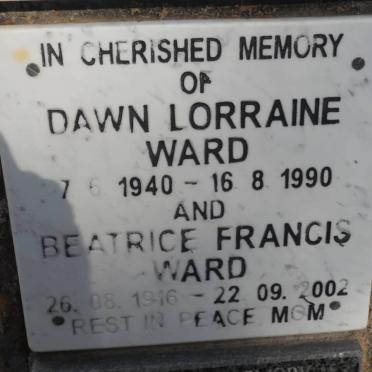 IN CHERISHED MEMORY
OF
DAWN LORRAINE
WARD
7 6 1940 - 16 8 1990
AND
BEATRICE FRANCIS
WARD
26. 08. 1916 - 22 09. 2002
REST IN PEACE MOM